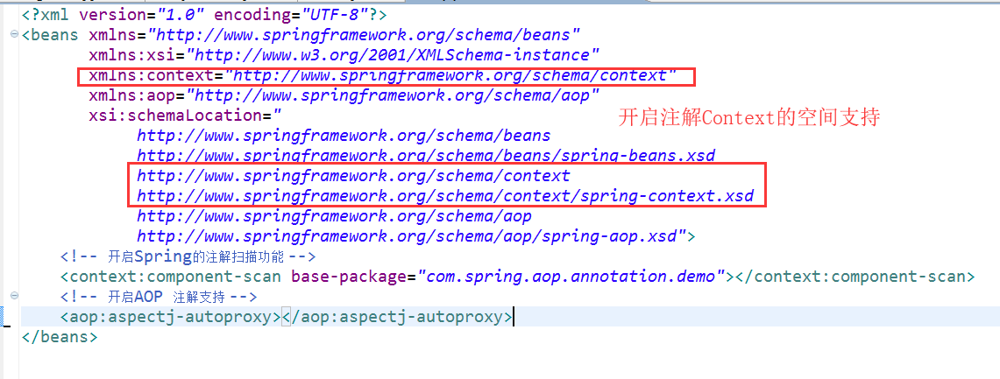 <?xml version="1.0" encoding="UTF-8"?>
<beans xmlns="http://www.springframework.org/schema/beans"
xmlns:xsi="http://www.w3.org/2001/XMLSchema-instance"
xmlns:context="http://www.springframework.org/schema/context"
xmlns:aop="http://www.springframework.org/schema/aop"
xsi:schemaLocation="
开启注解Context的空间支持
http://www.springframework.org/schema/beans
http://www.springframework.org/schema/beans/spring-beans.xsd
http://www.springframework.org/schema/context
http://www.springframework.org/schema/context/spring-context.xsd
http://www.springframework.org/schema/aop
http://www.springframework.org/schema/aop/spring-aop.xsd">
<!-- 开启Spring的注解扫描功能 -->
<context:component-scan base-package="com.spring.aop.annotation.demo"></context:component-scan>
<!-- 开启AOP 注解支持 -->
<aop:aspectj-autoproxy></aop:aspectj-autoproxy>
</beans>